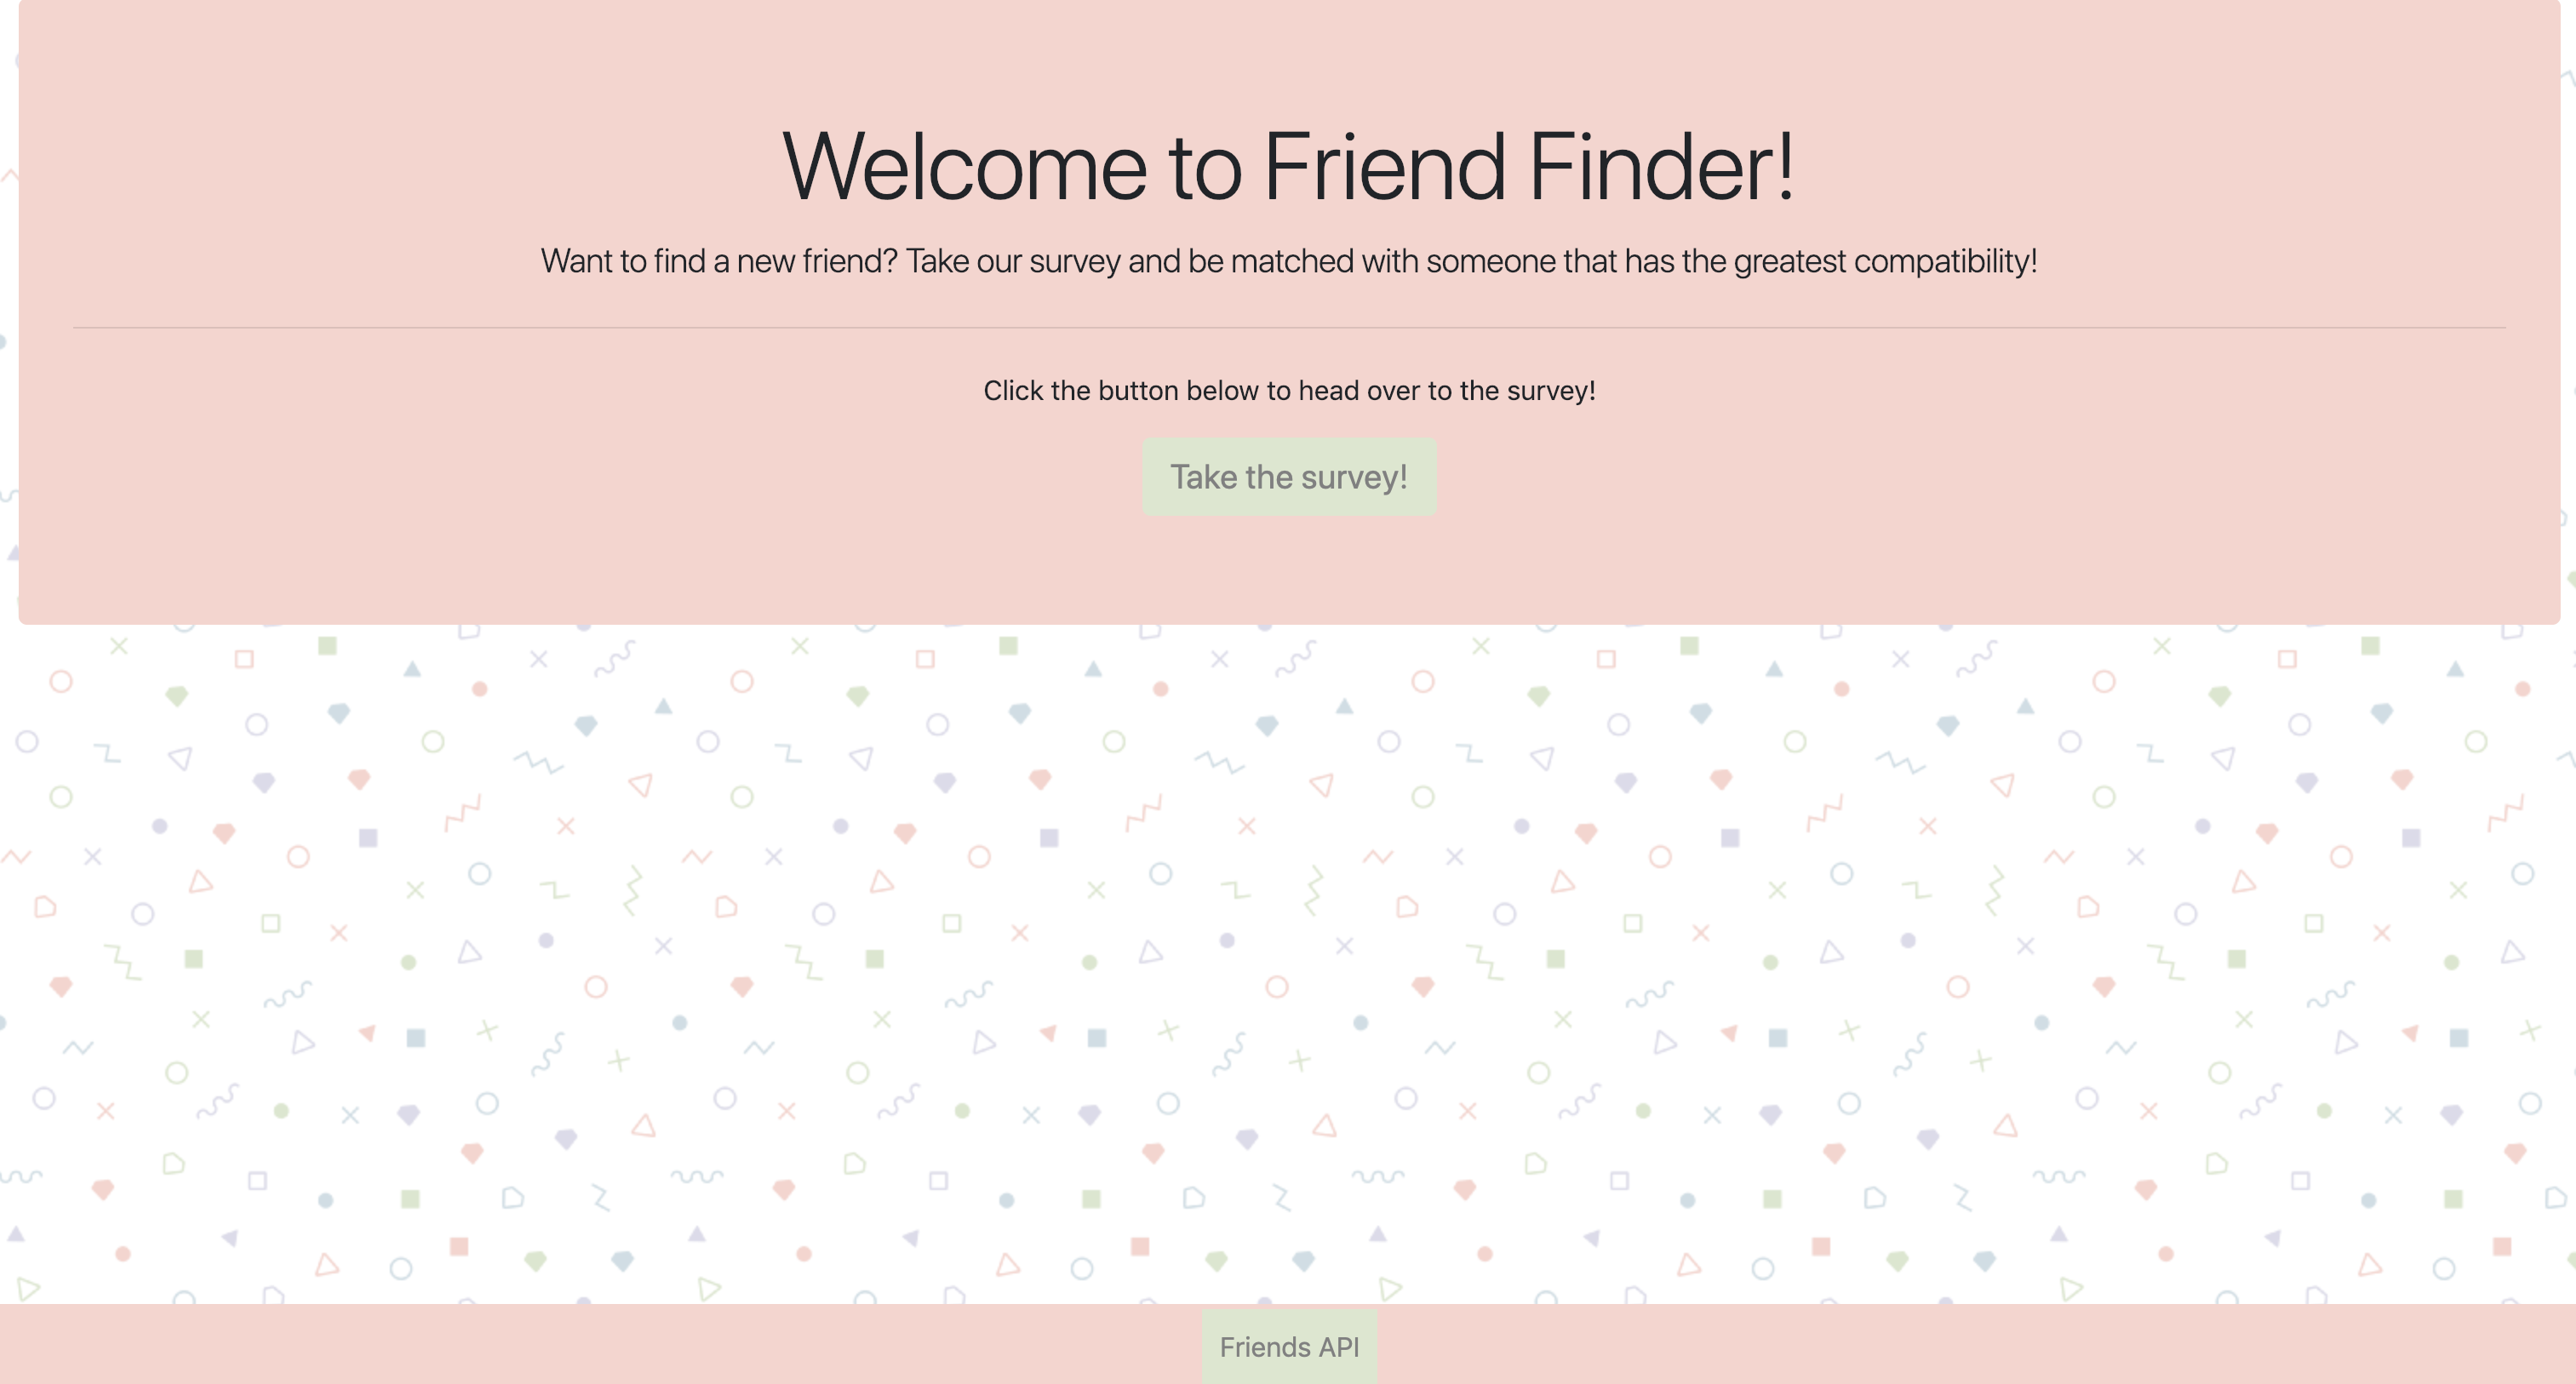 Welcome to Friend Finder!
Want to find a new friend? Take our survey and be matched with someone that has the greatest compatibility!
Click the button below to head over to the survey!
Take the survey!
Friends API